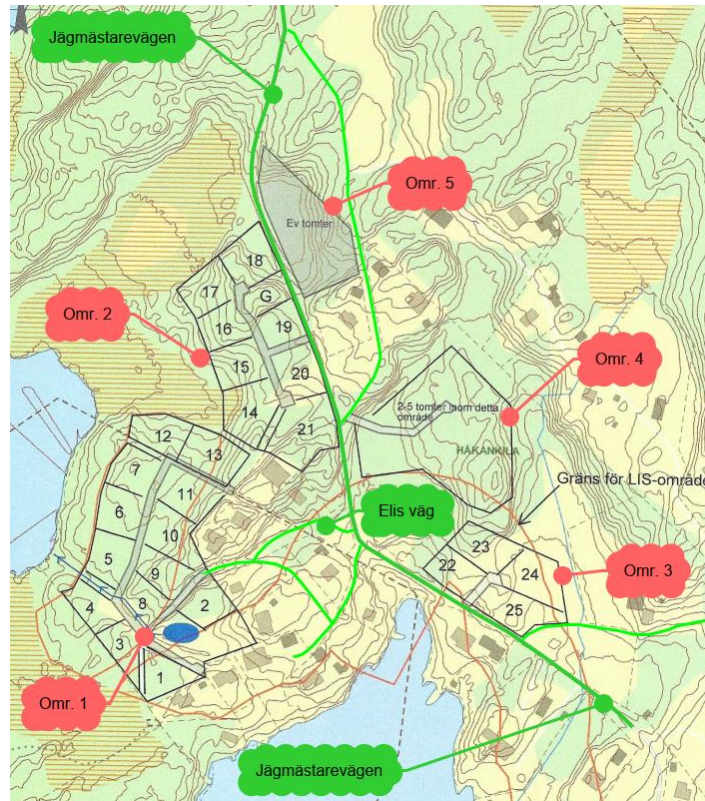 Jägmästarevägen
Omr. 5
Ev tomter
18
17
G
Omr. 2
16
19
15
20
Omr. 4
14
2-5 tomter inom detta
område
21
12
13
HÅKANKILA
7
11
Gräns för LIS-område
6
Elis väg
10
23
5
22
24
9
Omr. 3
4
8
2
25
3
1
Omr. 1
Jägmästarevägen